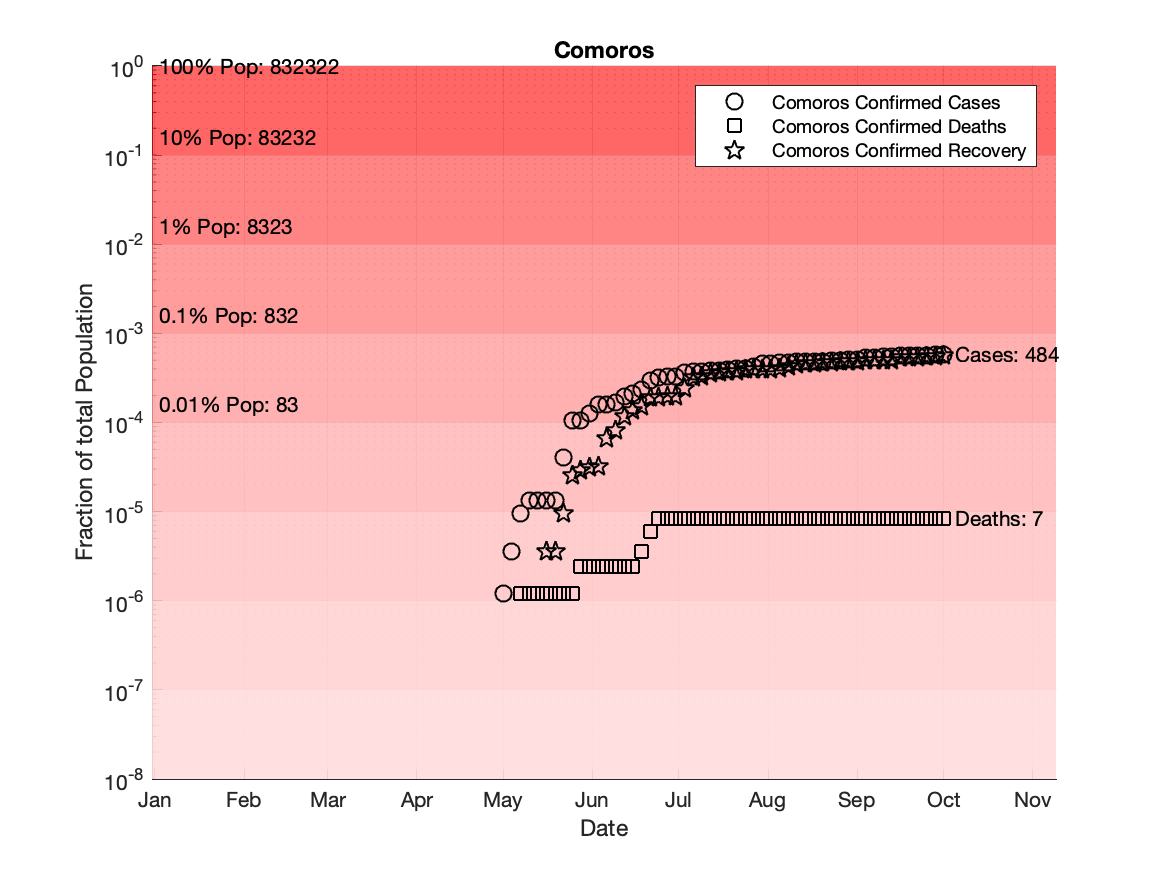 Comoros
10^0
100% Pop: 832322
Comoros Confirmed Cases
Comoros Confirmed Deaths
Comoros Confirmed Recovery
10% Pop: 83232
10^-1
1% Pop: 8323
10^-2
0.1% Pop: 832
10^-3
Cases: 484
0.01% Pop: 83
10^-4
10^-5
Deaths: 7
10^-6
10^-7
10^-8
Fraction of total Population
Jan Feb Mar Apr May Jun Jul Aug Sep Oct Nov
Date